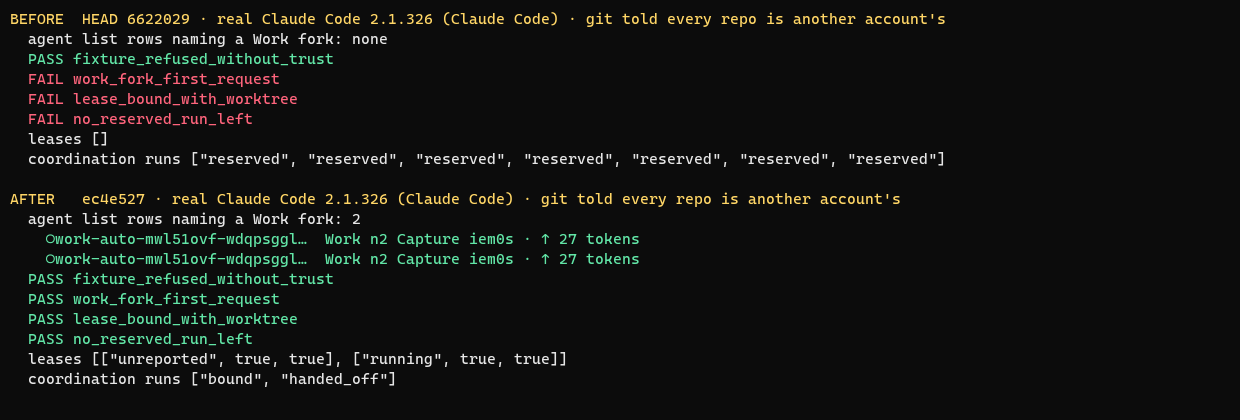 BEFORE  HEAD 6622029 · real Claude Code 2.1.326 (Claude Code) · git told every repo is another account's
agent list rows naming a Work fork: none
PASS fixture_refused_without_trust
FAIL work_fork_first_request
FAIL lease_bound_with_worktree
FAIL no_reserved_run_left
leases []
coordination runs ["reserved", "reserved", "reserved", "reserved", "reserved", "reserved", "reserved"]
AFTER   ec4e527 · real Claude Code 2.1.326 (Claude Code) · git told every repo is another account's
agent list rows naming a Work fork: 2
○work-auto-mwl51ovf-wdqpsggl…  Work n2 Capture iem0s · ↑ 27 tokens
○work-auto-mwl51ovf-wdqpsggl…  Work n2 Capture iem0s · ↑ 27 tokens
PASS fixture_refused_without_trust
PASS work_fork_first_request
PASS lease_bound_with_worktree
PASS no_reserved_run_left
leases [["unreported", true, true], ["running", true, true]]
coordination runs ["bound", "handed_off"]